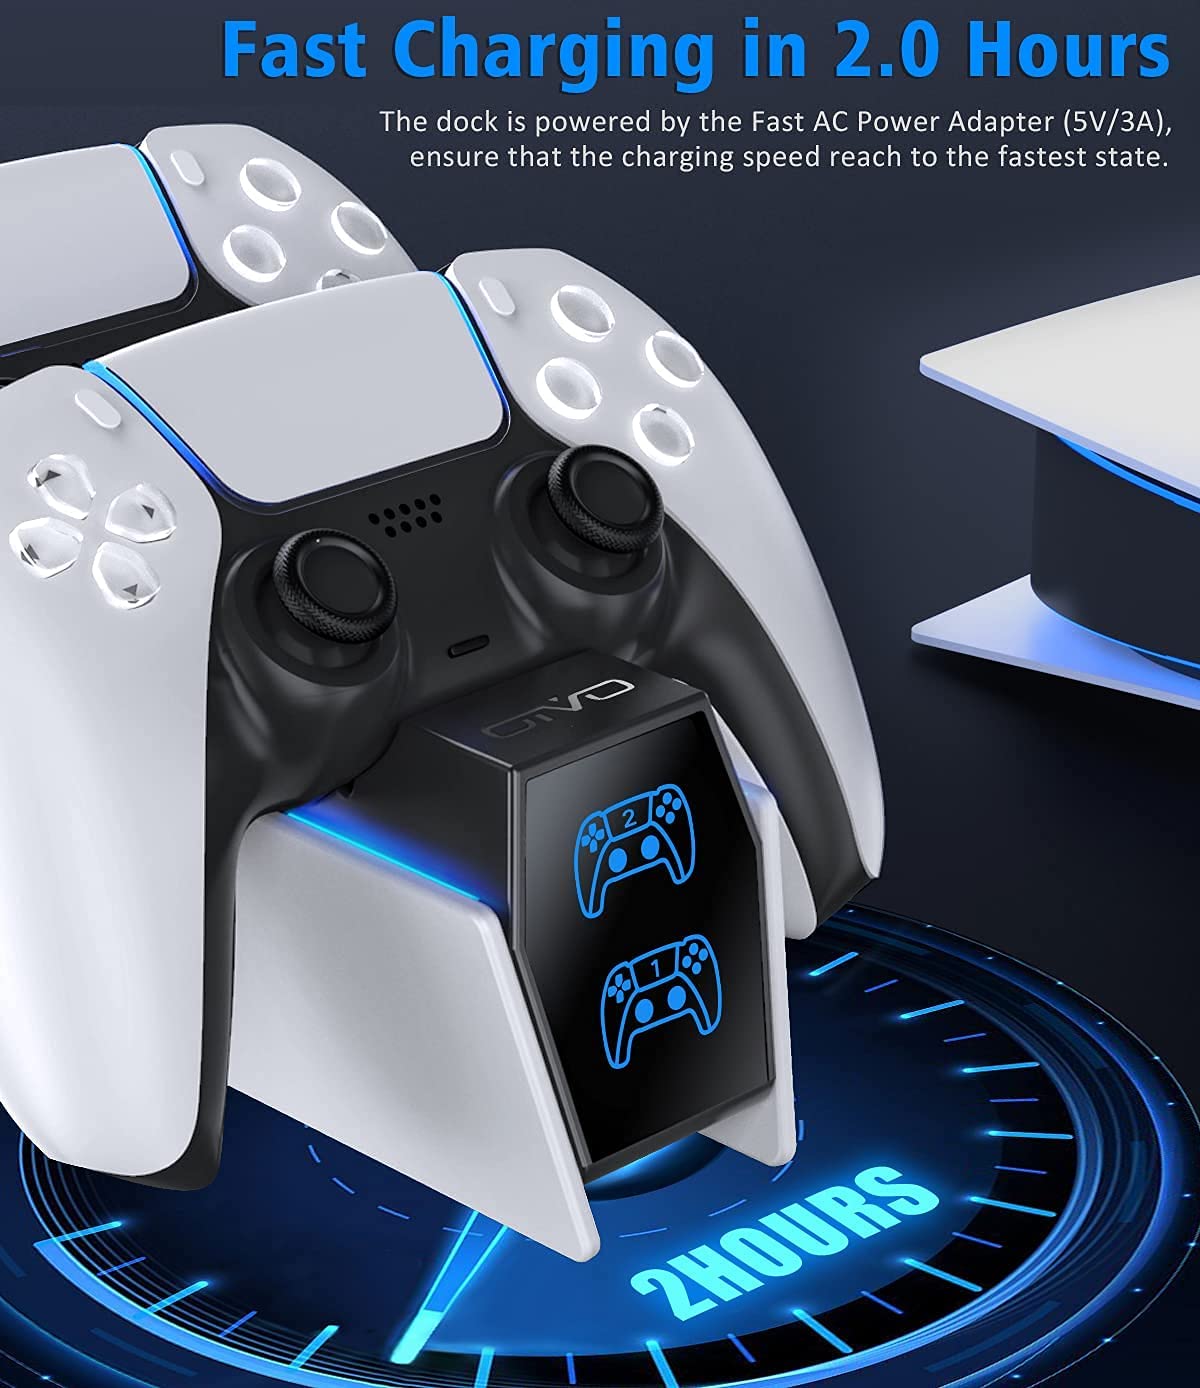 Fast Charging in 2.0 Hours
The dock is powered by the Fast AC Power Adapter (5V/3A),
ensure that the charging speed reach to the fastest state.
OIVO
2
1
2HOURS